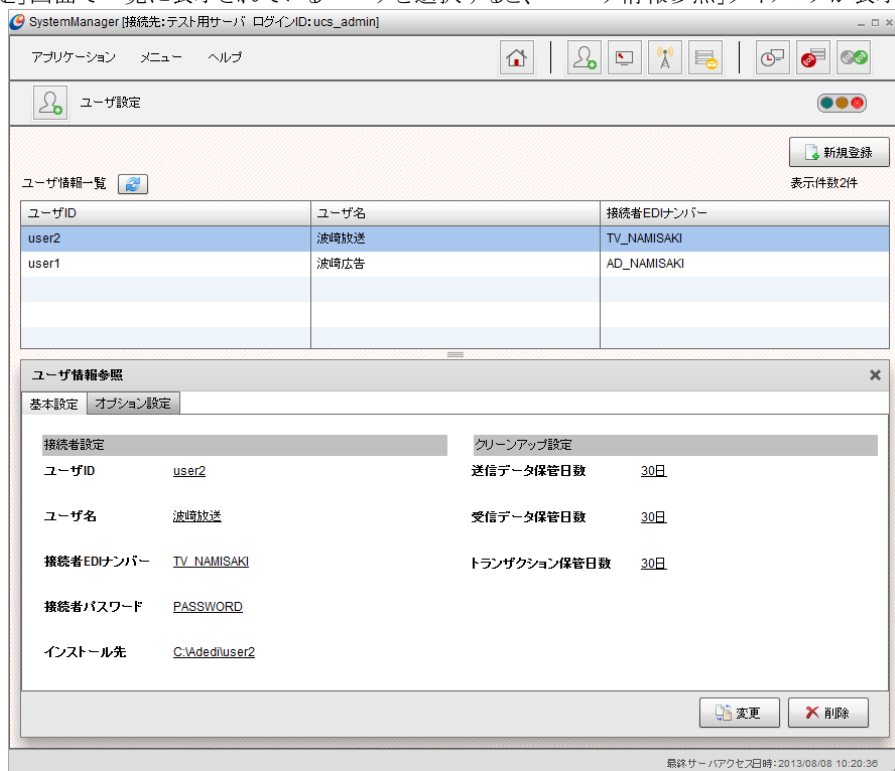 SystemManager [接続先:テスト用サーバ ログインID:ucs_admin]
アプリケーション メニュー ヘルプ
ユーザ設定
新規登録
ユーザ情報一覧
表示件数2件
ユーザID ユーザ名 接続者EDIナンバー
user2 波崎放送 TV_NAMISAKI
user1 波崎広告 AD_NAMISAKI
ユーザ情報参照
基本設定 オプション設定
接続者設定 クリーンアップ設定
ユーザID user2 送信データ保管日数 30日
ユーザ名 波崎放送 受信データ保管日数 30日
接続者EDIナンバー TV_NAMISAKI トランザクション保管日数 30日
接続者パスワード PASSWORD
インストール先 C:\Adedi\user2
変更 削除
最終サーバアクセス日時:2013/08/08 10:20:36